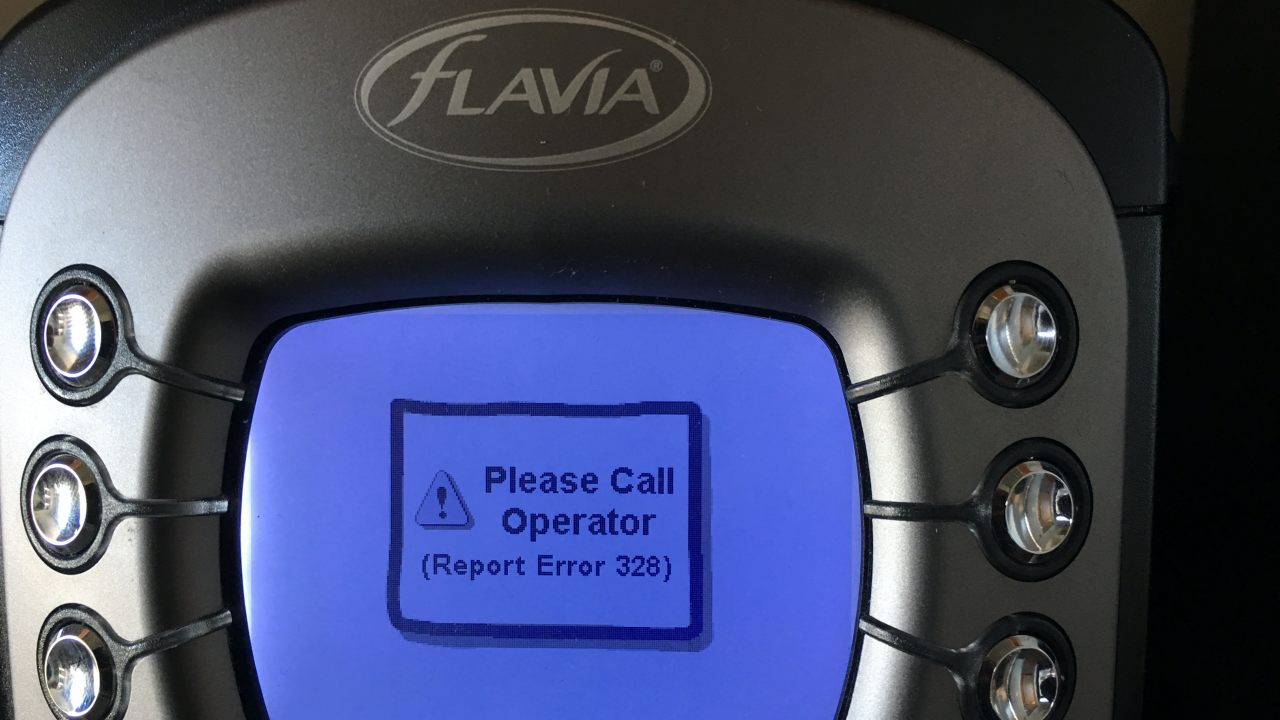 FLAVIA®
Please Call
Operator
(Report Error 328)